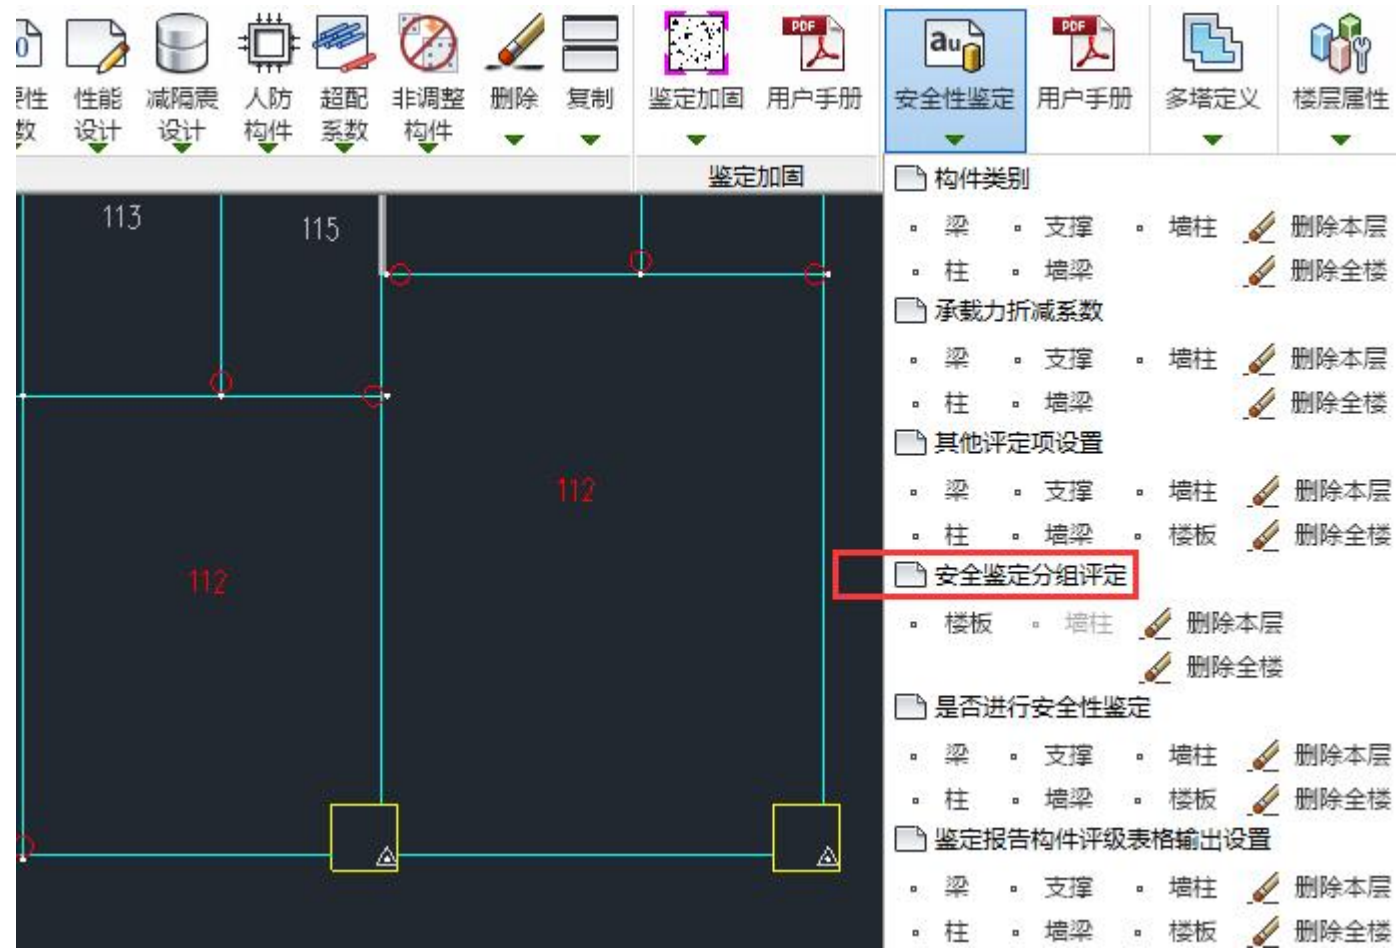 性能 减隔震 人防 超配 非调整 删除 复制 鉴定加固 用户手册 安全性鉴定 用户手册 多塔定义 楼层属性
数 设计 设计 构件 系数 构件
鉴定加固
构件类别
113
115
梁 支撑 墙柱 删除本层
柱 墙梁 删除全楼
承载力折减系数
梁 支撑 墙柱 删除本层
柱 墙梁 删除全楼
其他评定项设置
112
梁 支撑 墙柱 删除本层
柱 墙梁 楼板 删除全楼
112
安全鉴定分组评定
楼板 墙柱 删除本层
删除全楼
是否进行安全性鉴定
梁 支撑 墙柱 删除本层
柱 墙梁 楼板 删除全楼
鉴定报告构件评级表格输出设置
梁 支撑 墙柱 删除本层
柱 墙梁 楼板 删除全楼